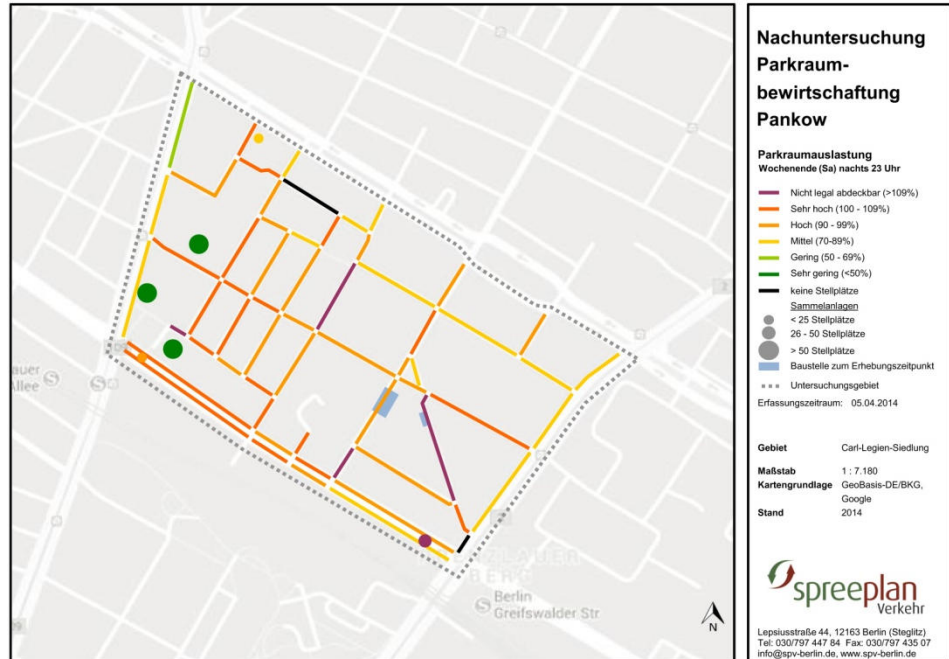 Nachuntersuchung
Parkraum-
bewirtschaftung
Pankow
Parkraumauslastung
Wochenende (Sa) nachts 23 Uhr
Nicht legal abdeckbar (>109%)
Sehr hoch (100 - 109%)
Hoch (90 - 99%)
Mittel (70-89%)
Gering (50 - 69%)
Sehr gering (<50%)
keine Stellplätze
Sammelanlagen
< 25 Stellplätze
26 - 50 Stellplätze
> 50 Stellplätze
Baustelle zum Erhebungszeitpunkt
Untersuchungsgebiet
Erfassungszeitraum: 05.04.2014
Gebiet Carl-Legien-Siedlung
Maßstab 1 : 7.180
Kartengrundlage GeoBasis-DE/BKG,
Google
Stand 2014
spreeplan
Verkehr
Lepsiusstraße 44, 12163 Berlin (Steglitz)
Tel: 030/797 447 84 Fax: 030/797 435 07
info@spv-berlin.de, www.spv-berlin.de
auer
Allee
BERG
Berlin
Greifswalder Str
N